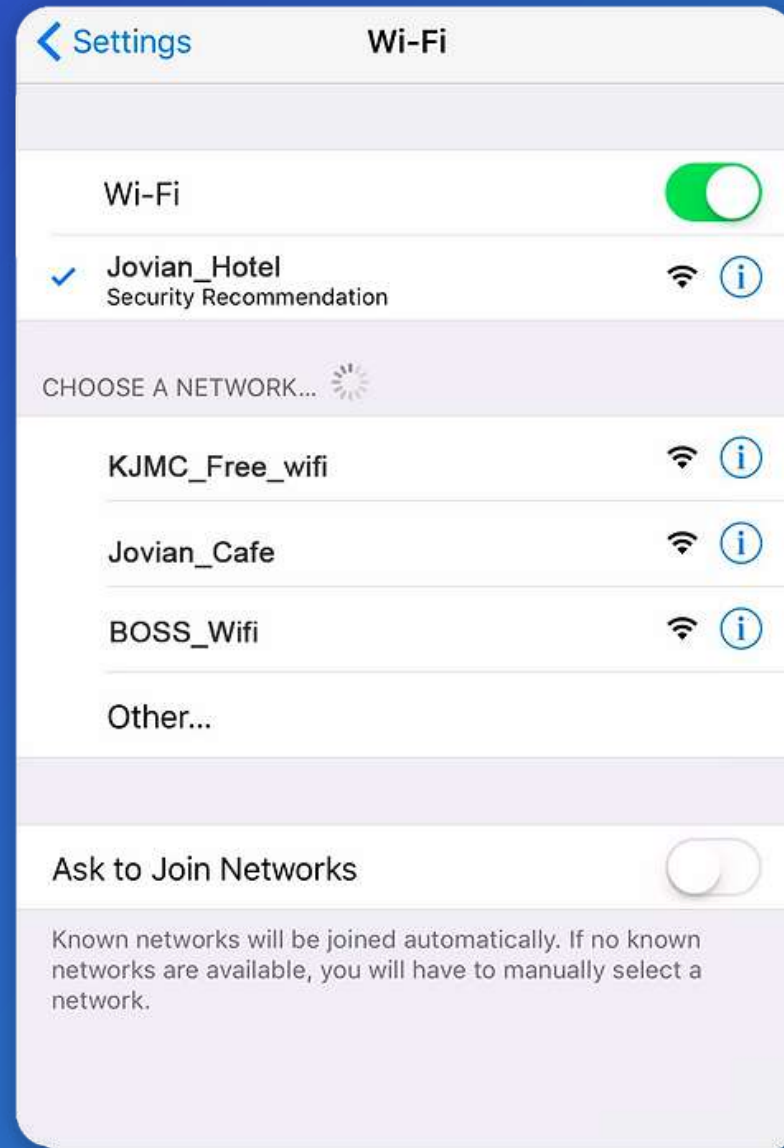 Settings
Wi-Fi
Wi-Fi
Jovian_Hotel
Security Recommendation
CHOOSE A NETWORK...
KJMC_Free_wifi
Jovian_Cafe
BOSS_Wifi
Other...
Ask to Join Networks
Known networks will be joined automatically. If no known
networks are available, you will have to manually select a
network.